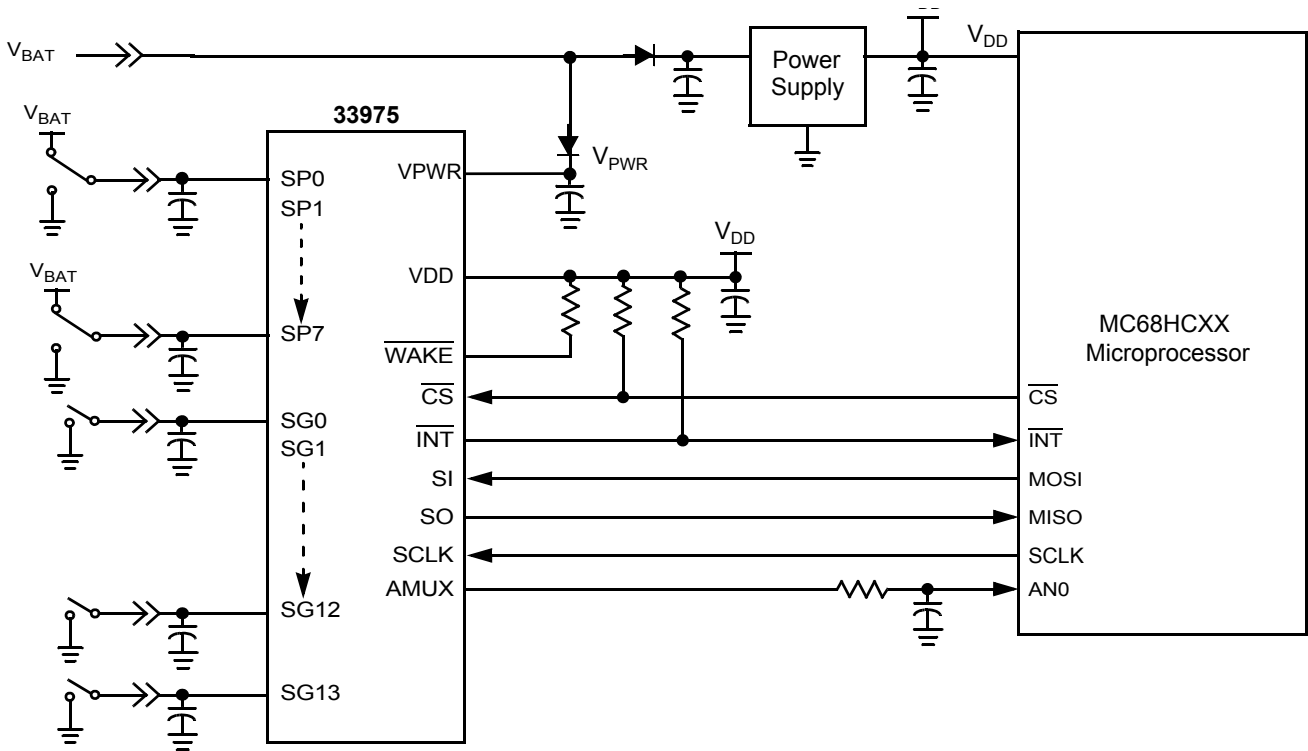 VBAT
Power
Supply
VDD
MC68HCXX
Microprocessor
CS
INT
MOSI
MISO
SCLK
AN0
VPWR
VDD
33975
VBAT
VBAT
SP0
SP1
SP7
SG0
SG1
SG12
SG13
VPWR
VDD
WAKE
CS
INT
SI
SO
SCLK
AMUX